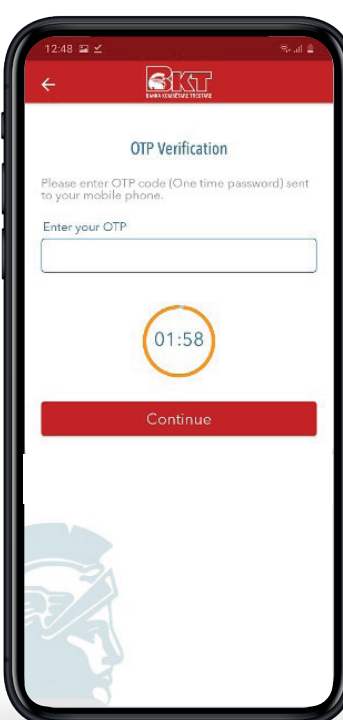 12:48
BKT
BANKA KOMBËTARE TREGTARE
OTP Verification
Please enter OTP code (One time password) sent
to your mobile phone.
Enter your OTP
01:58
Continue